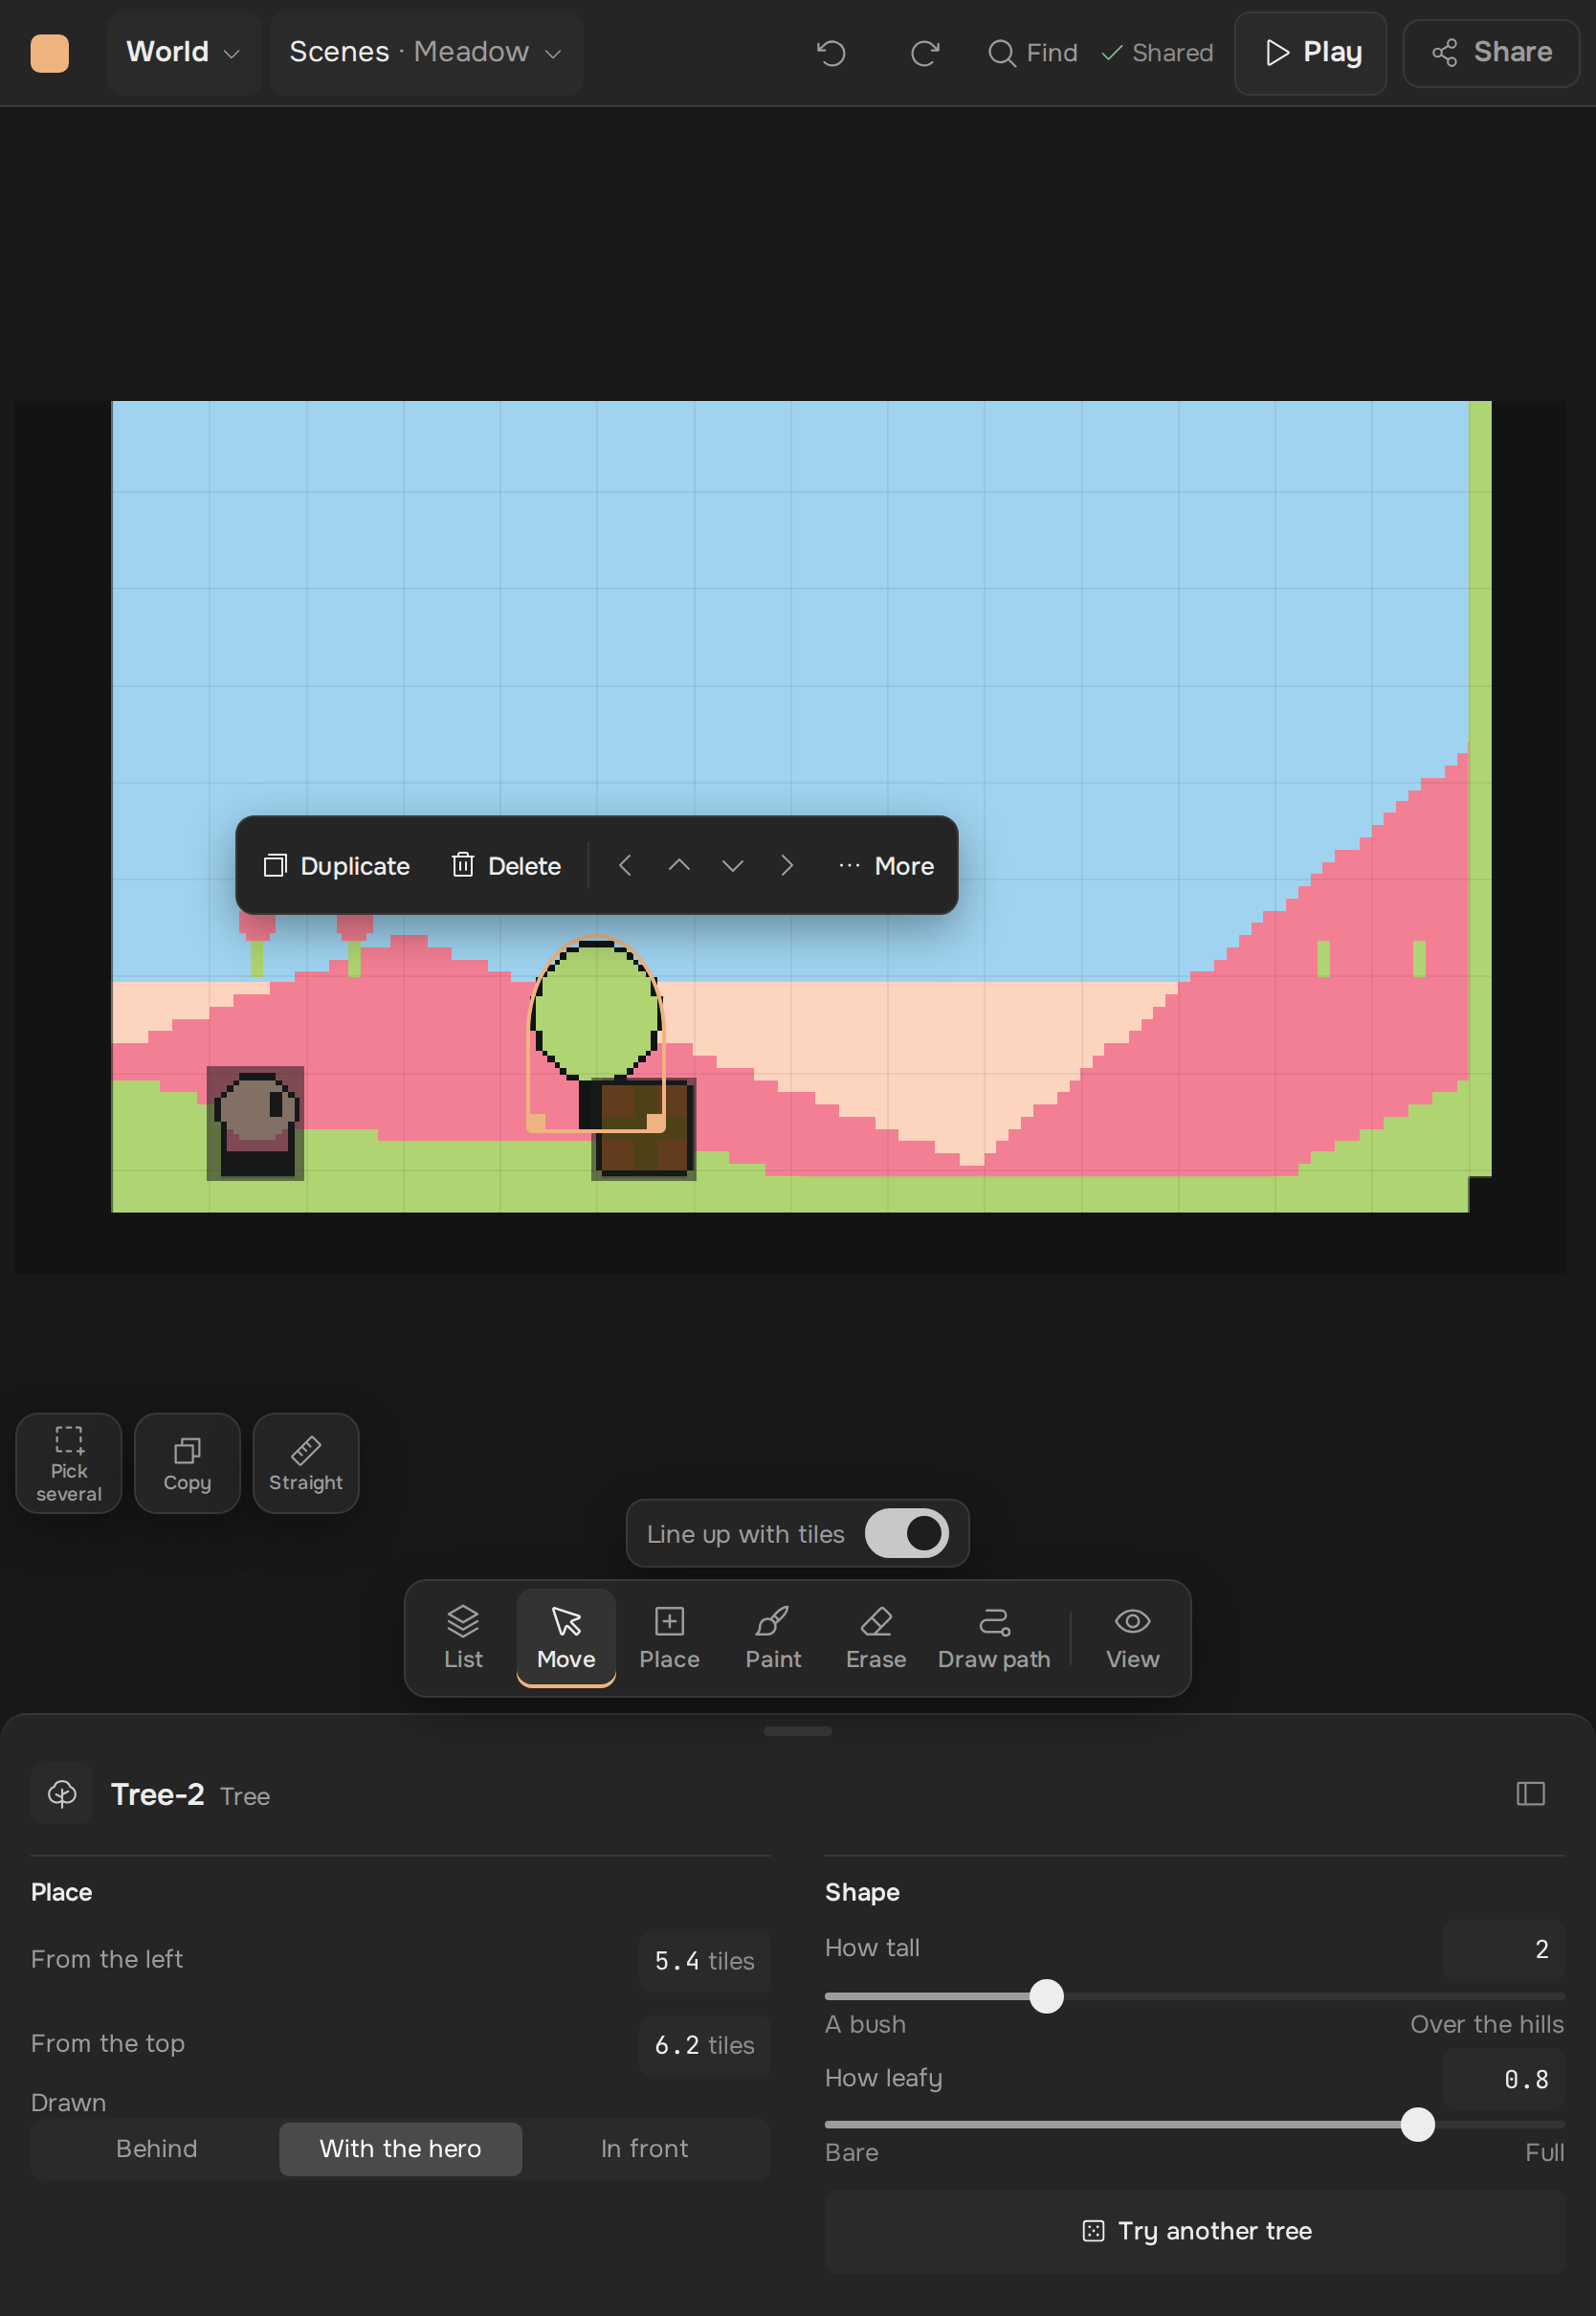 World
Scenes · Meadow
Find
Shared
Play
Share
Duplicate
Delete
··· More
Pick
several
Copy
Straight
Line up with tiles
List
Move
Place
Paint
Erase
Draw path
View
Tree-2 Tree
Place
From the left
5.4 tiles
From the top
6.2 tiles
Drawn
Behind
With the hero
In front
Shape
How tall
2
A bush
Over the hills
How leafy
0.8
Bare
Full
Try another tree